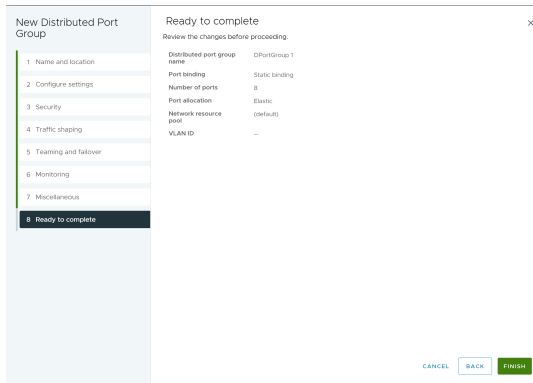 New Distributed Port
Group
1 Name and location
2 Configure settings
3 Security
4 Traffic shaping
5 Teaming and failover
6 Monitoring
7 Miscellaneous
8 Ready to complete
Ready to complete
Review the changes before proceeding.
Distributed port group
name
DPortGroup 1
Port binding Static binding
Number of ports 8
Port allocation Elastic
Network resource
pool
(default)
VLAN ID --
CANCEL BACK FINISH